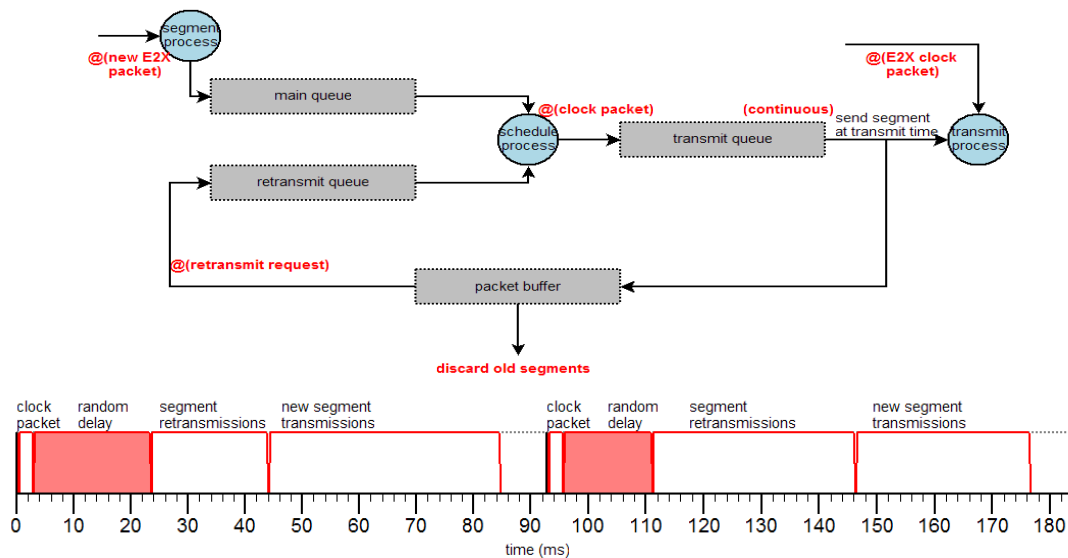 segment
process
@(new E2X
packet)
@(E2X clock
packet)
main queue
@(clock packet)
(continuous)
send segment
at transmit time
schedule
process
transmit queue
transmit
process
retransmit queue
@(retransmit request)
packet buffer
discard old segments
clock
packet
random
delay
segment
retransmissions
new segment
transmissions
clock
packet
random
delay
segment
retransmissions
new segment
transmissions
0 10 20 30 40 50 60 70 80 90 100 110 120 130 140 150 160 170 180
time (ms)